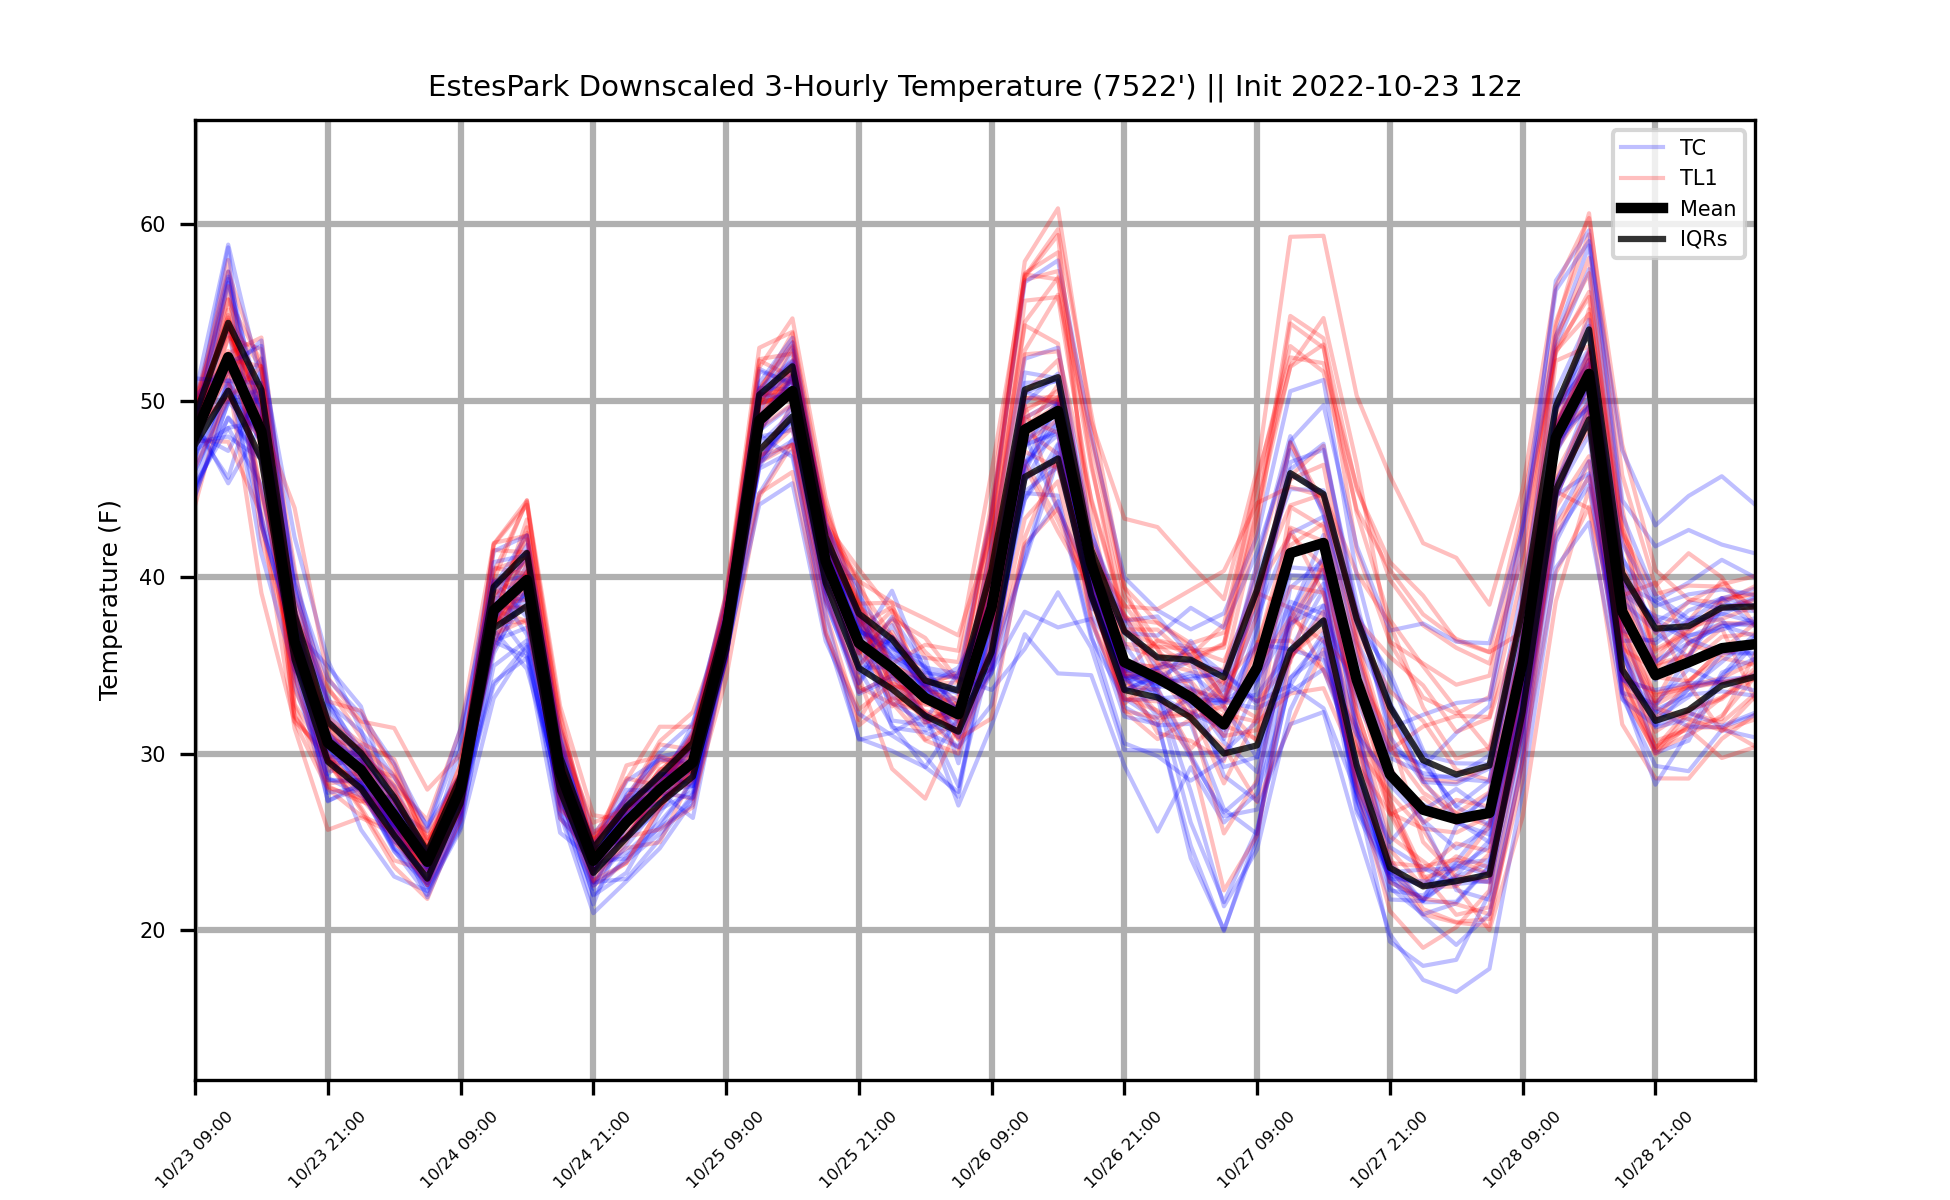 EstesPark Downscaled 3-Hourly Temperature (7522') || Init 2022-10-23 12z
TC
TL1
Mean
IQRs
Temperature (F)
60
50
40
30
20
10/23 09:00
10/23 21:00
10/24 09:00
10/24 21:00
10/25 09:00
10/25 21:00
10/26 09:00
10/26 21:00
10/27 09:00
10/27 21:00
10/28 09:00
10/28 21:00